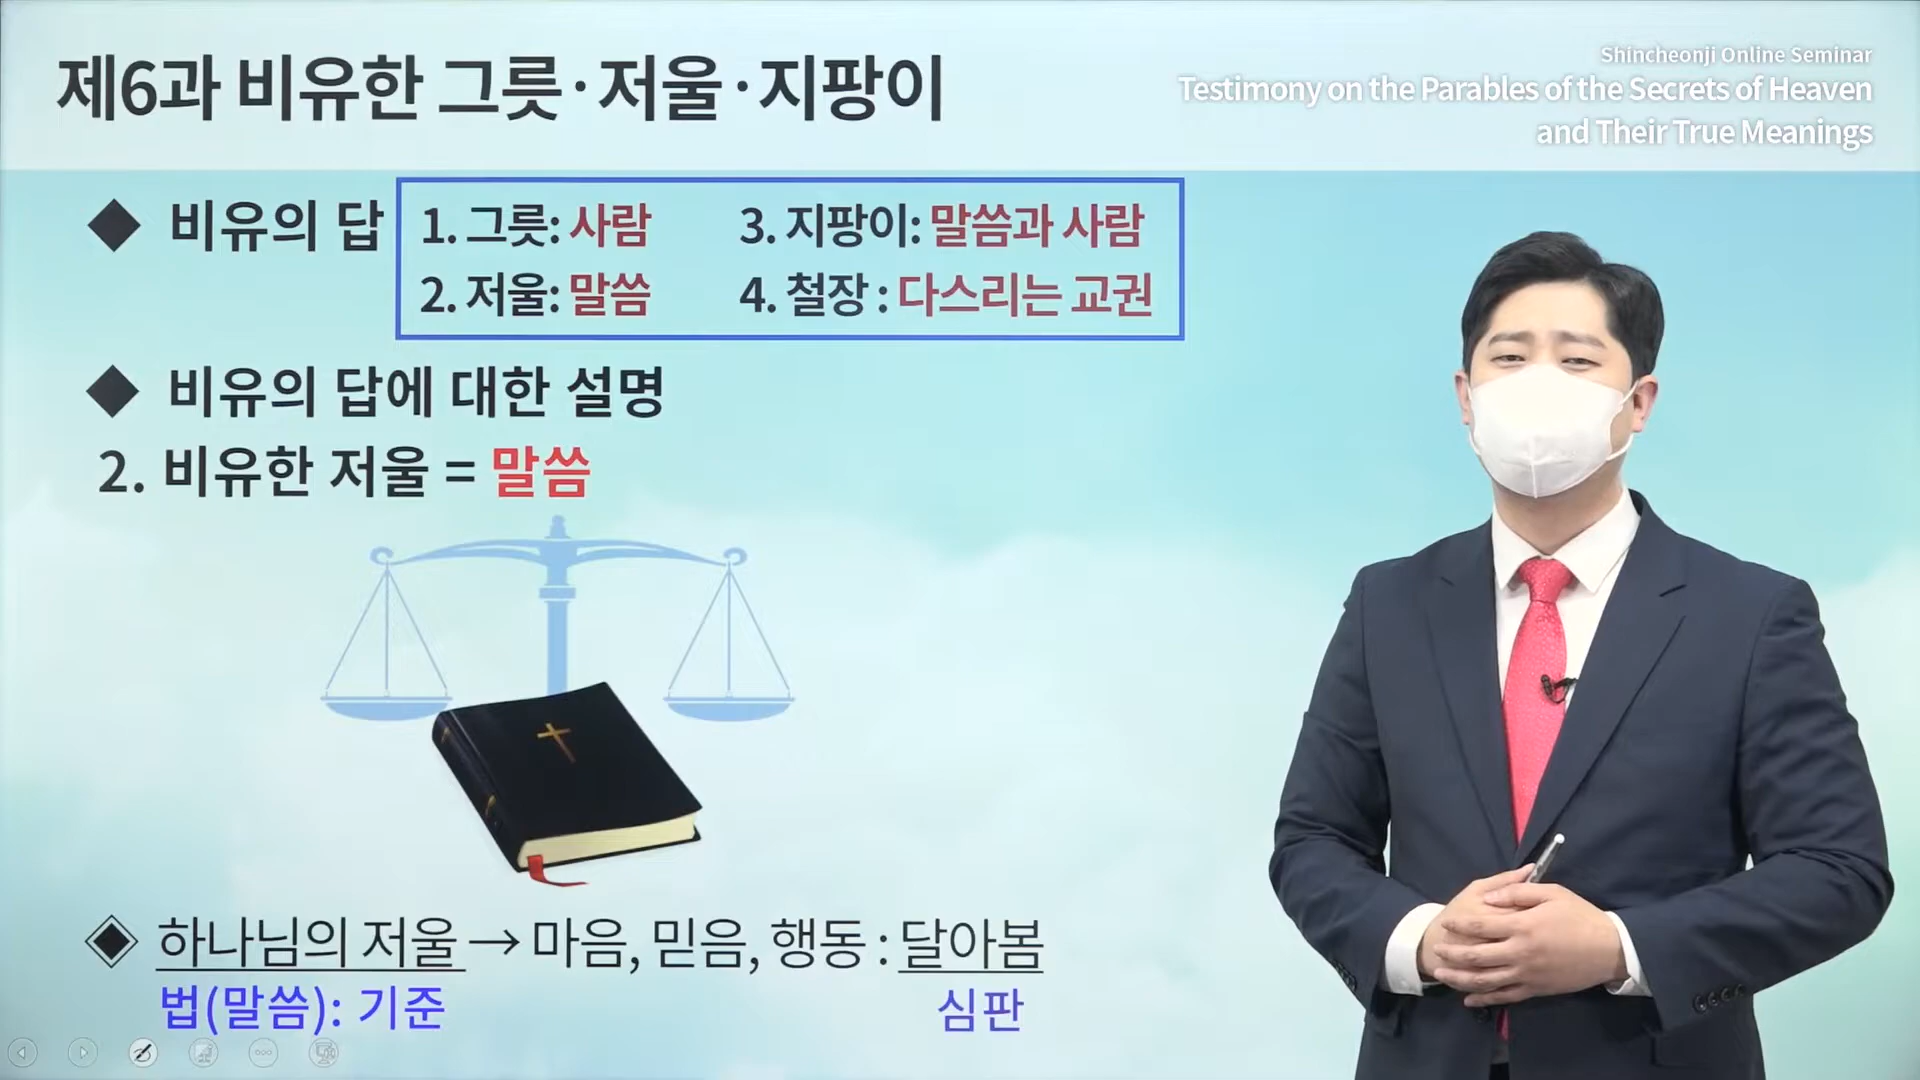 제6과 비유한 그릇·저울·지팡이
Shincheonji Online Seminar
Testimony on the Parables of the Secrets of Heaven
and Their True Meanings
◆ 비유의 답
1. 그릇: 사람
3. 지팡이: 말씀과 사람
2. 저울: 말씀
4. 철장 : 다스리는 교권
◆ 비유의 답에 대한 설명
2. 비유한 저울 = 말씀
◈ 하나님의 저울 → 마음, 믿음, 행동 : 달아봄
법(말씀): 기준
심판